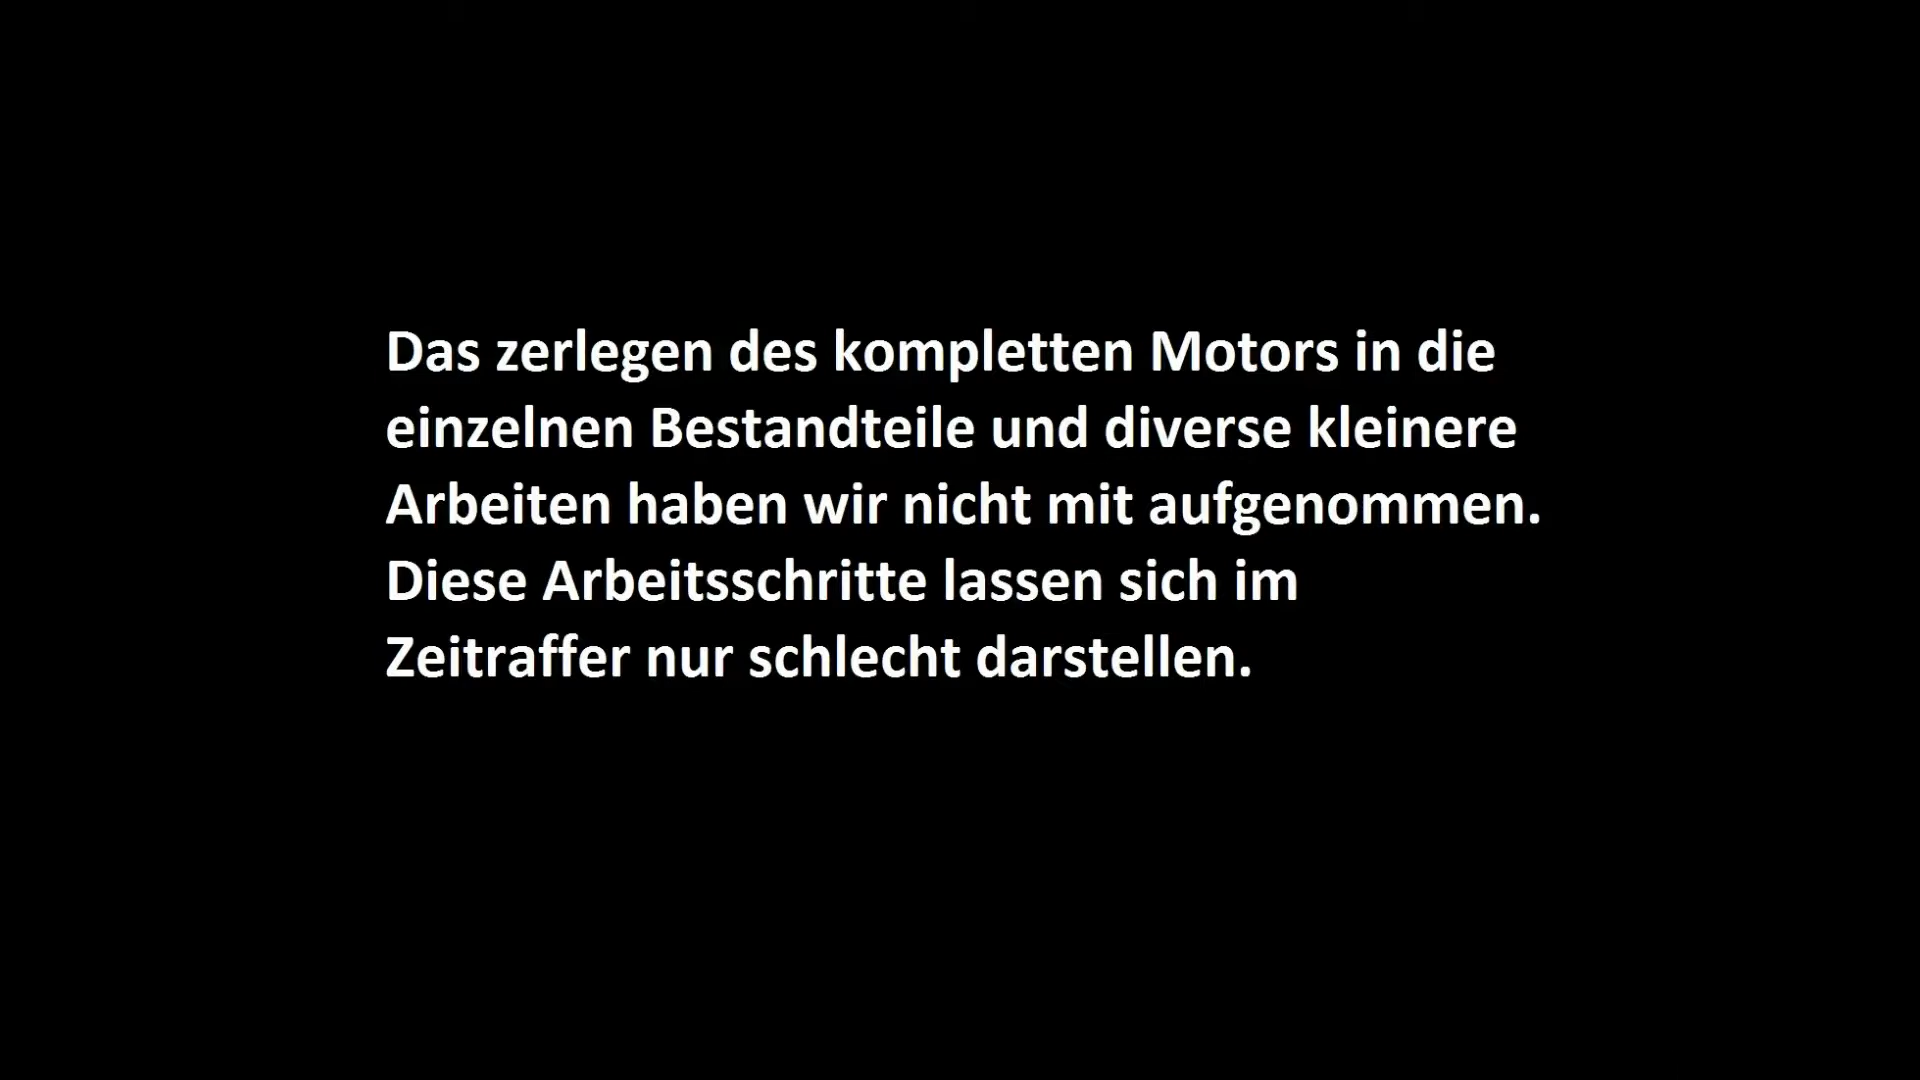 Das zerlegen des kompletten Motors in die
einzelnen Bestandteile und diverse kleinere
Arbeiten haben wir nicht mit aufgenommen.
Diese Arbeitsschritte lassen sich im
Zeitraffer nur schlecht darstellen.